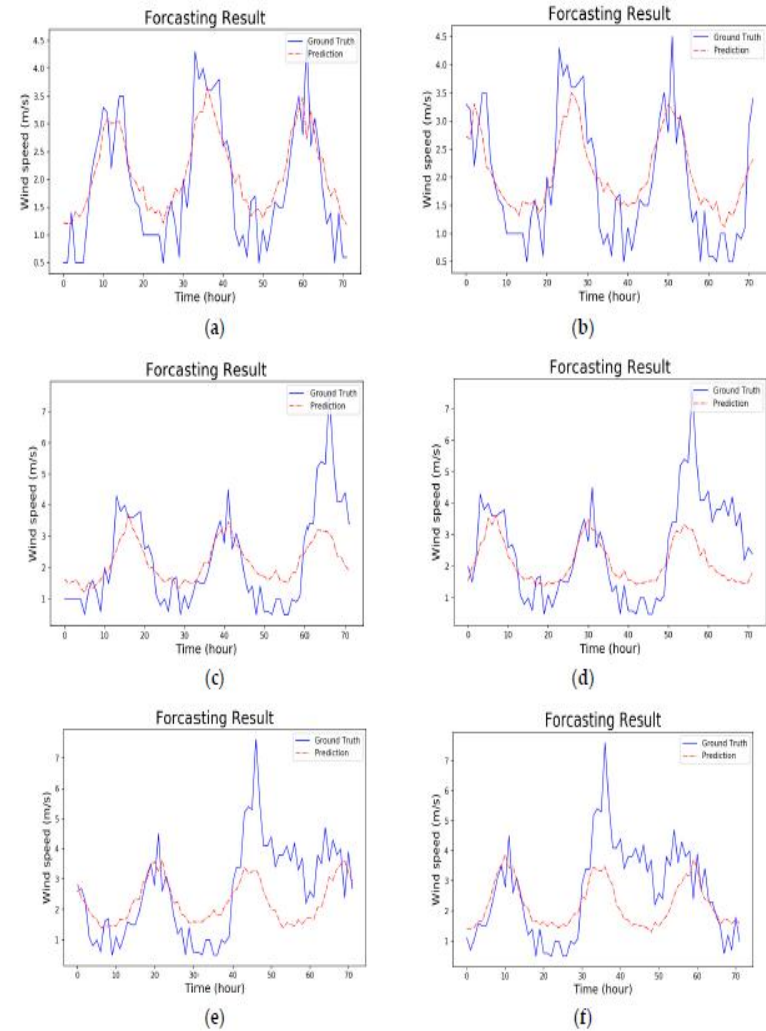 Forcasting Result
Ground Truth
Prediction
Wind speed (m/s)
4.5
4.0
3.5
3.0
2.5
2.0
1.5
1.0
0.5
0 10 20 30 40 50 60 70
Time (hour)
(a)
Forcasting Result
Ground Truth
Prediction
Wind speed (m/s)
4.5
4.0
3.5
3.0
2.5
2.0
1.5
1.0
0.5
0 10 20 30 40 50 60 70
Time (hour)
(b)
Forcasting Result
Ground Truth
Prediction
Wind speed (m/s)
7
6
5
4
3
2
1
0 10 20 30 40 50 60 70
Time (hour)
(c)
Forcasting Result
Ground Truth
Prediction
Wind speed (m/s)
7
6
5
4
3
2
1
0 10 20 30 40 50 60 70
Time (hour)
(d)
Forcasting Result
Ground Truth
Prediction
Wind speed (m/s)
7
6
5
4
3
2
1
0 10 20 30 40 50 60 70
Time (hour)
(e)
Forcasting Result
Ground Truth
Prediction
Wind speed (m/s)
7
6
5
4
3
2
1
0 10 20 30 40 50 60 70
Time (hour)
(f)